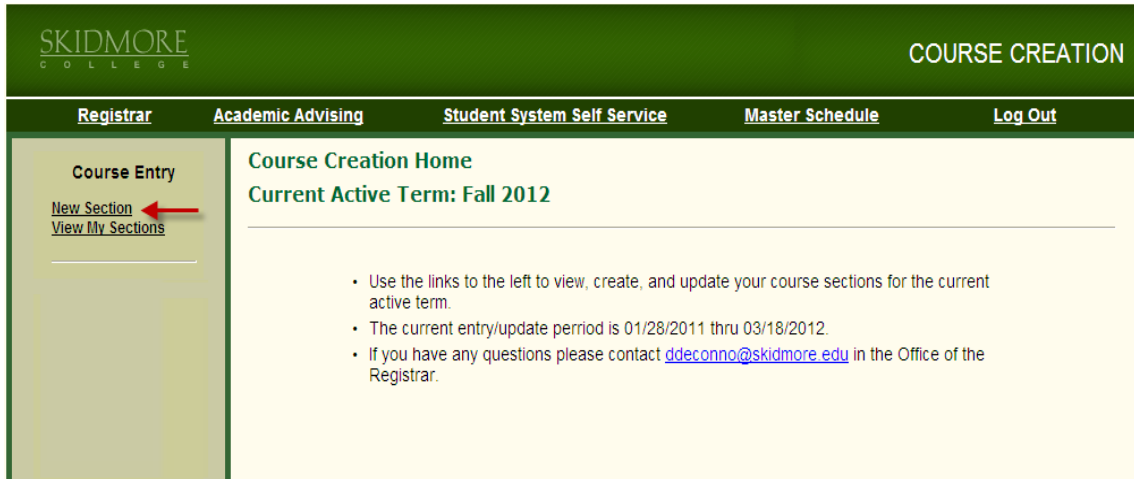 SKIDMORE
COLLEGE
COURSE CREATION
Registrar Academic Advising Student System Self Service Master Schedule Log Out
Course Entry
New Section
View My Sections
Course Creation Home
Current Active Term: Fall 2012
• Use the links to the left to view, create, and update your course sections for the current
active term.
• The current entry/update perriod is 01/28/2011 thru 03/18/2012.
• If you have any questions please contact ddeconno@skidmore.edu in the Office of the
Registrar.